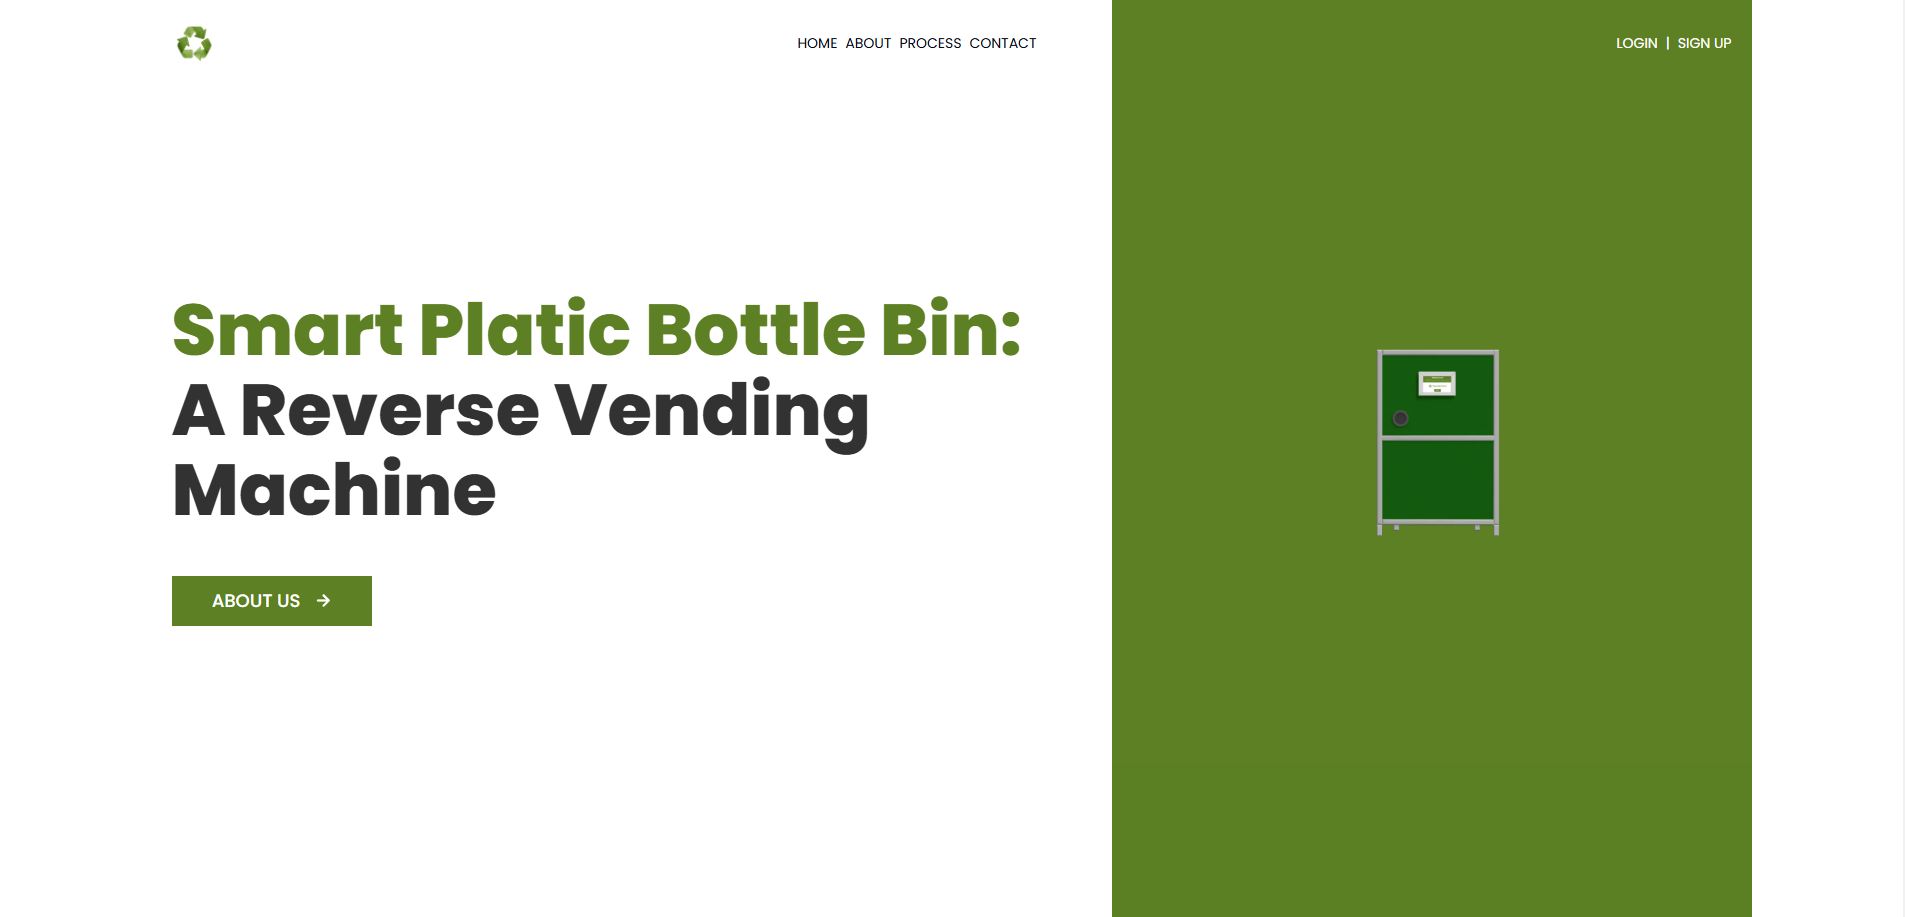 HOME ABOUT PROCESS CONTACT
LOGIN | SIGN UP
Smart Platic Bottle Bin:
A Reverse Vending
Machine
ABOUT US